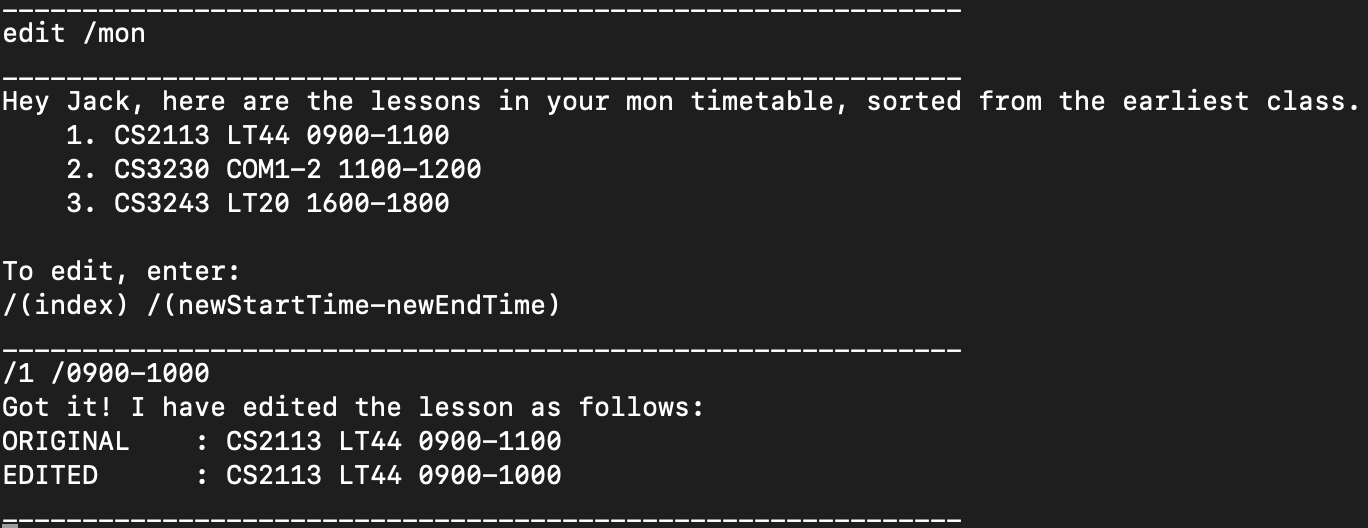 ____________________________________________________________
edit /mon
____________________________________________________________
Hey Jack, here are the lessons in your mon timetable, sorted from the earliest class.
    1. CS2113 LT44 0900-1100
    2. CS3230 COM1-2 1100-1200
    3. CS3243 LT20 1600-1800

To edit, enter:
/(index) /(newStartTime-newEndTime)
____________________________________________________________
/1 /0900-1000
Got it! I have edited the lesson as follows:
ORIGINAL    : CS2113 LT44 0900-1100
EDITED      : CS2113 LT44 0900-1000
____________________________________________________________